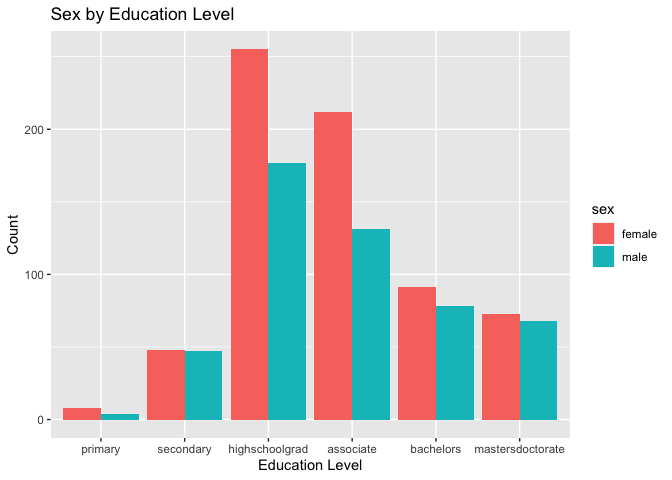 Sex by Education Level
Count
200
100
0
primary secondary highschoolgrad associate bachelors mastersdoctorate
Education Level
sex
female
male